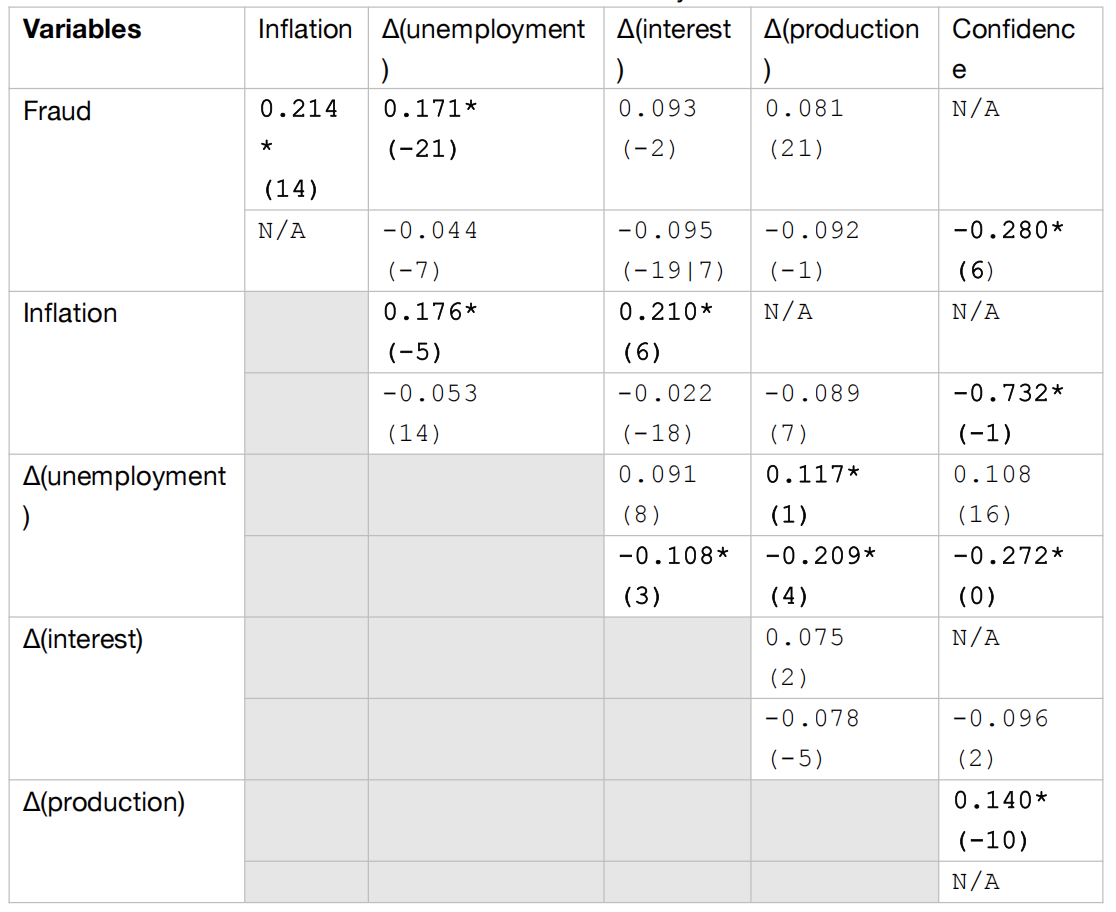 Variables Inflation Δ(unemployment Δ(interest Δ(production Confidenc
) ) ) e
Fraud 0.214 0.171* 0.093 0.081 N/A
* (-21) (-2) (21)
(14)
N/A -0.044 -0.095 -0.092 -0.280*
(-7) (-19|7) (-1) (6)
Inflation 0.176* 0.210* N/A N/A
(-5) (6)
-0.053 -0.022 -0.089 -0.732*
(14) (-18) (7) (-1)
Δ(unemployment 0.091 0.117* 0.108
) (8) (1) (16)
-0.108* -0.209* -0.272*
(3) (4) (0)
Δ(interest) 0.075 N/A
(2)
-0.078 -0.096
(-5) (2)
Δ(production) 0.140*
(-10)
N/A